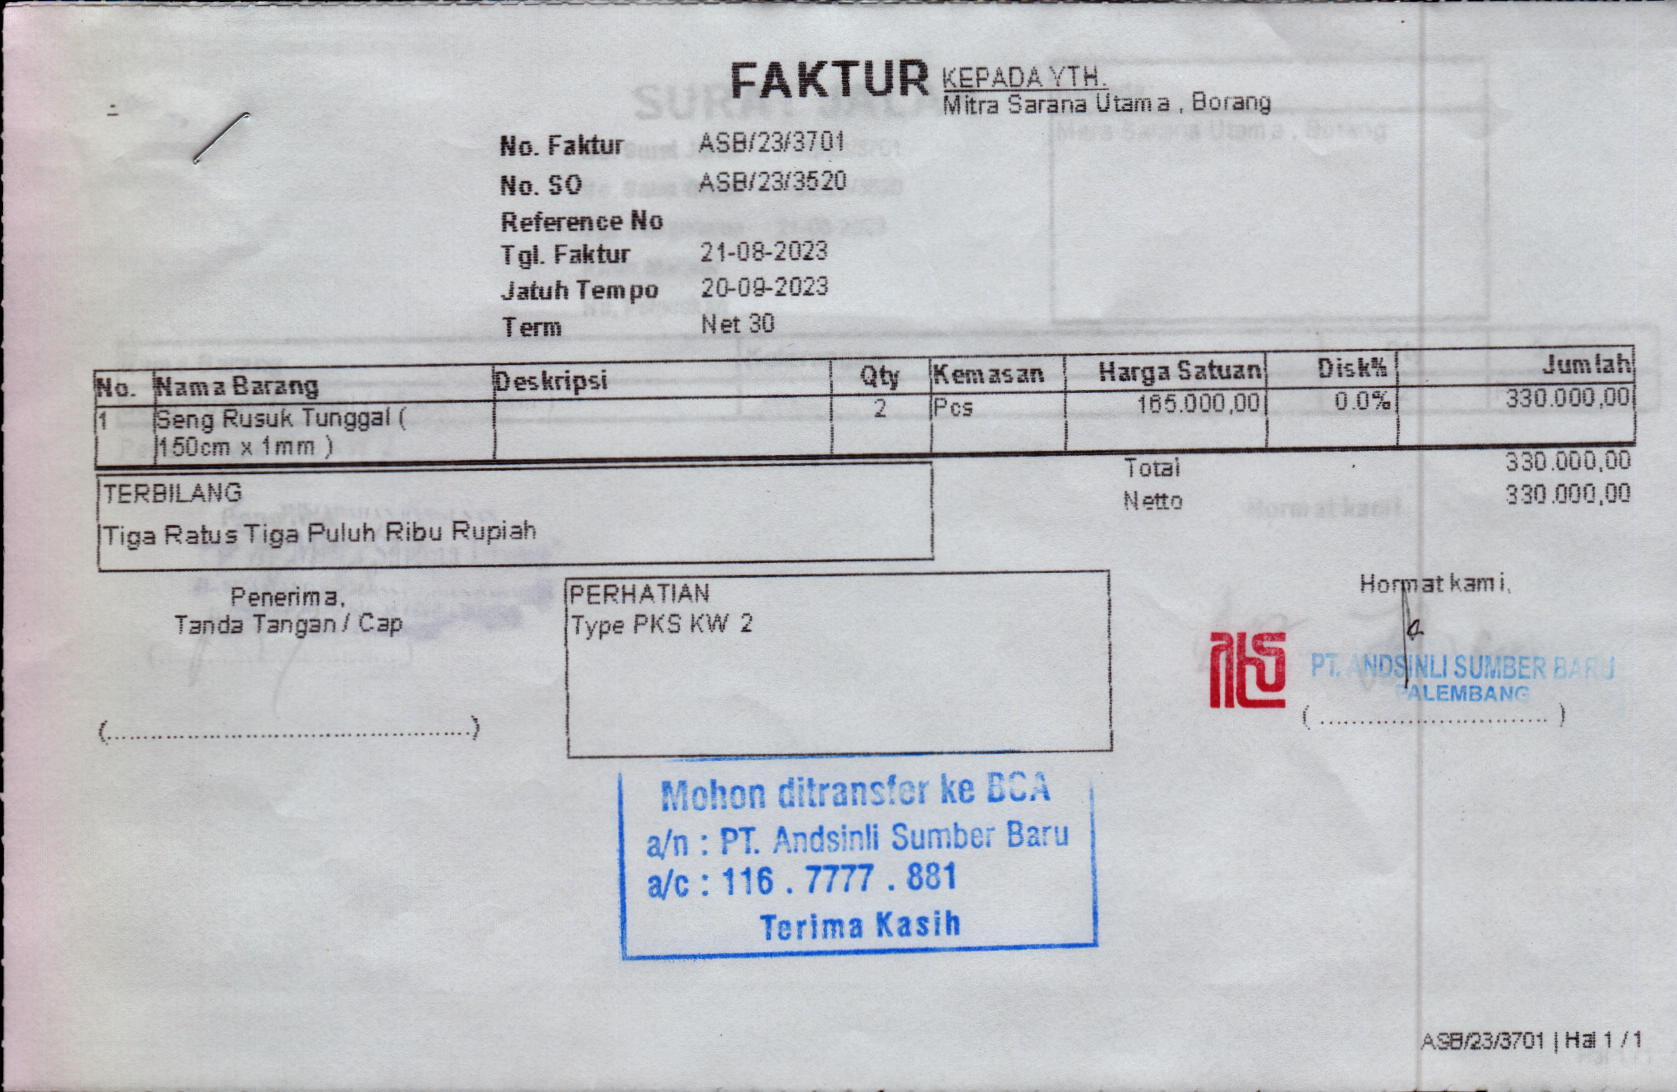 FAKTUR
KEPADA YTH.
Mitra Sarana Utama , Borang
No. Faktur ASB/23/3701
No. SO ASB/23/3520
Reference No
Tgl. Faktur 21-08-2023
Jatuh Tempo 20-09-2023
Term Net 30
No. Nama Barang Deskripsi Qty Kemasan Harga Satuan Disk% Jumlah
1 Seng Rusuk Tunggal ( 2 Pcs 165.000,00 0.0% 330.000,00
150cm x 1mm )
Total 330.000,00
Netto 330.000,00
TERBILANG
Tiga Ratus Tiga Puluh Ribu Rupiah
Penerima,
Tanda Tangan / Cap
(................................................)
PERHATIAN
Type PKS KW 2
Hormat kami,
PT. ANDSINLI SUMBER BARU
PALEMBANG
( ............................ )
Mohon ditransfer ke BCA
a/n : PT. Andsinli Sumber Baru
a/c : 116 . 7777 . 881
Terima Kasih
ASB/23/3701 | Hal 1 / 1